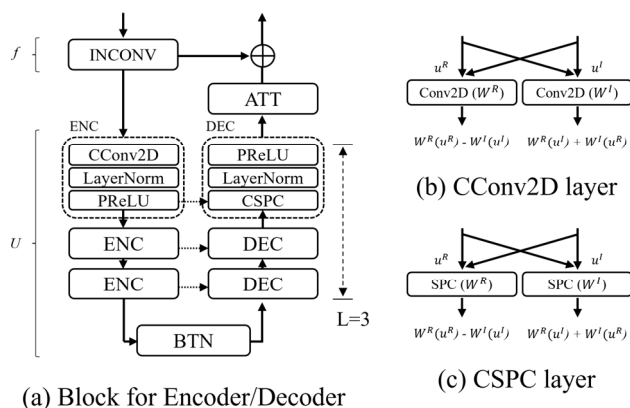 f
INCONV
ATT
U
ENC
DEC
CConv2D
PReLU
LayerNorm
LayerNorm
PReLU
CSPC
ENC
DEC
ENC
DEC
L=3
BTN
(a) Block for Encoder/Decoder
u^R
u^I
Conv2D (W^R)
Conv2D (W^I)
W^R(u^R) - W^I(u^I)
W^R(u^I) + W^I(u^R)
(b) CConv2D layer
u^R
u^I
SPC (W^R)
SPC (W^I)
W^R(u^R) - W^I(u^I)
W^R(u^I) + W^I(u^R)
(c) CSPC layer